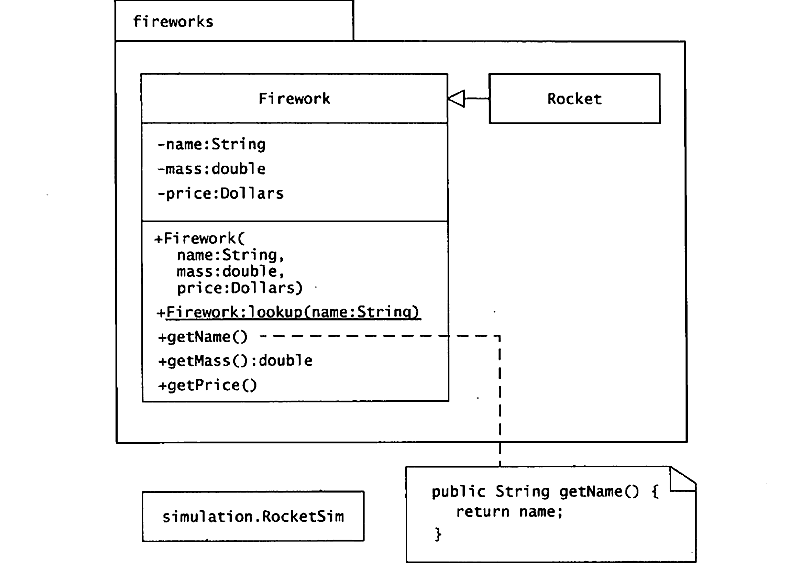 fireworks
Firework
Rocket
-name:String
-mass:double
-price:Dollars
+Firework(
name:String,
mass:double,
price:Dollars)
+Firework:lookup(name:String)
+getName()
+getMass():double
+getPrice()
simulation.RocketSim
public String getName() {
return name;
}